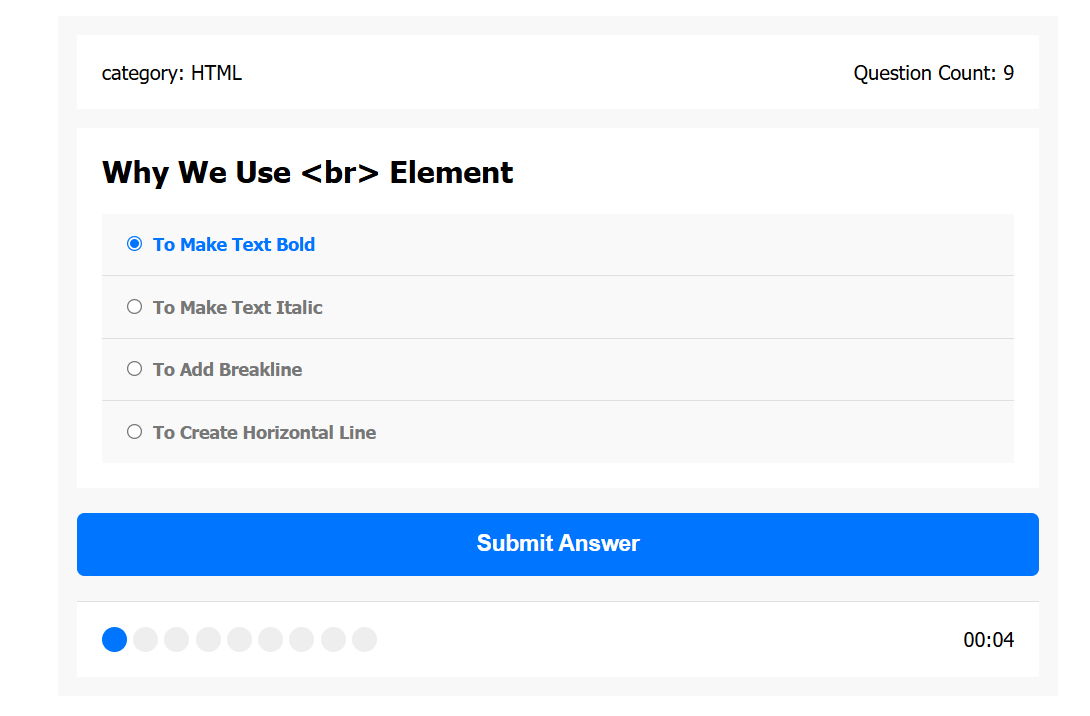 category: HTML
Question Count: 9
Why We Use <br> Element
To Make Text Bold
To Make Text Italic
To Add Breakline
To Create Horizontal Line
Submit Answer
00:04